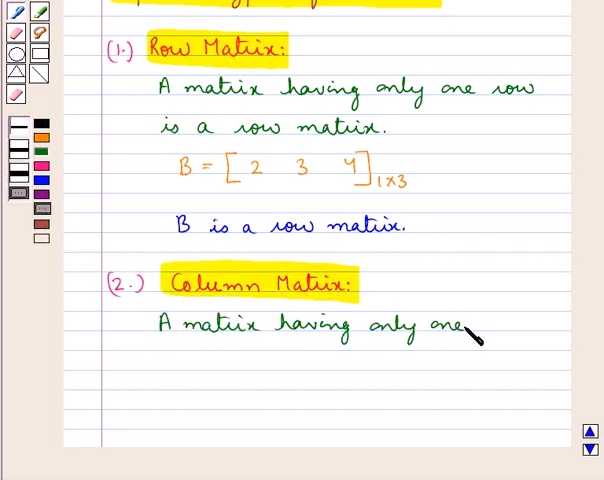 (1.) Row Matrix:
A matrix having only one row
is a row matrix.
B = [ 2 3 4 ] 1×3
B is a row matrix.
(2.) Column Matrix:
A matrix having only one